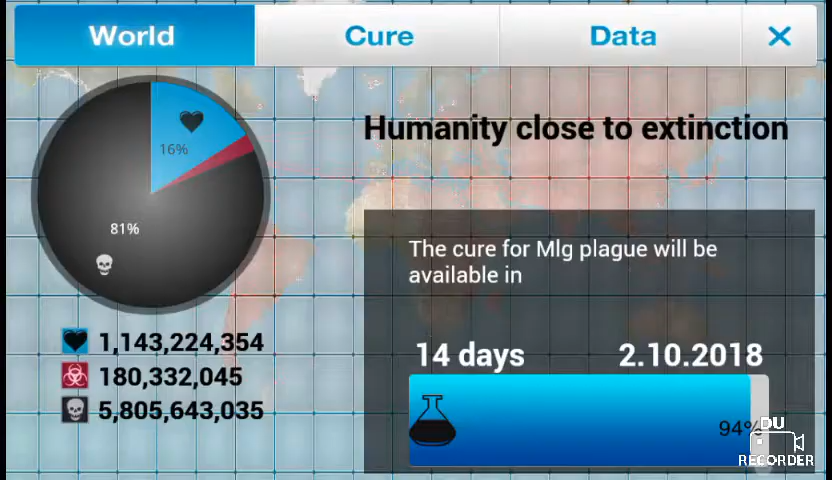 World
Cure
Data
×
16%
81%
Humanity close to extinction
The cure for Mlg plague will be
available in
14 days
2.10.2018
94%
1,143,224,354
180,332,045
5,805,643,035
DU
RECORDER